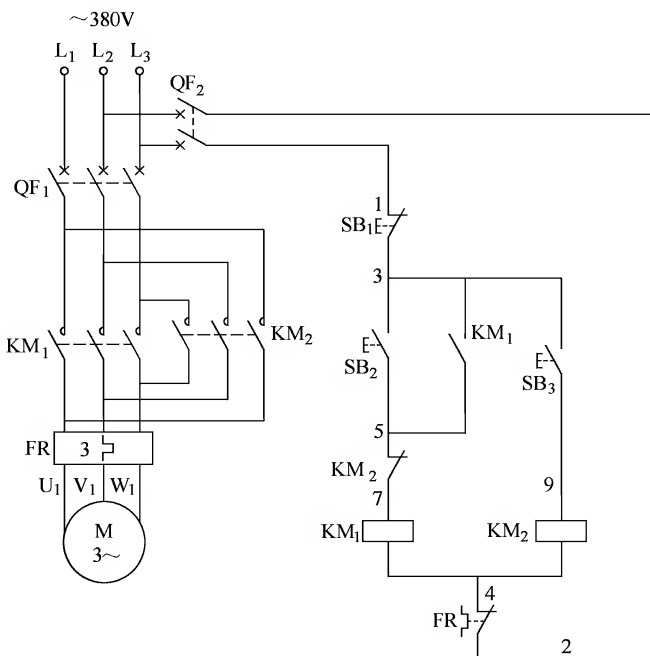 ～380V
L₁ L₂ L₃
QF₂
QF₁
1
SB₁
3
KM₁ KM₂ SB₂ KM₁ SB₃
5
FR 3 KM₂
U₁ V₁ W₁ 7 9
M
3～
KM₁ KM₂
4
FR
2